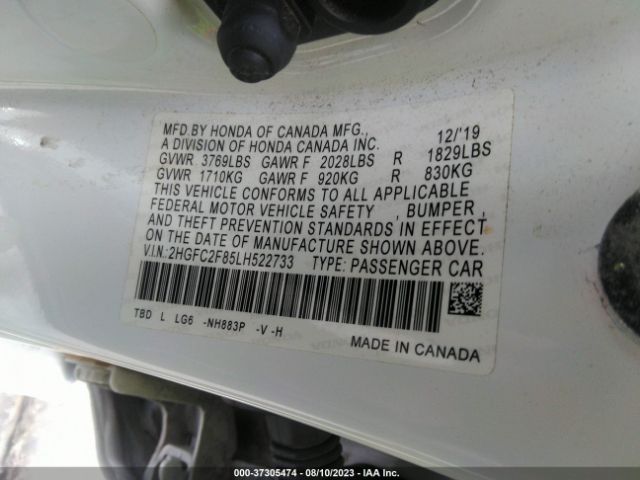 MFD.BY HONDA OF CANADA MFG., 12/'19
A DIVISION OF HONDA CANADA INC.
GVWR 3769LBS GAWR F 2028LBS R 1829LBS
GVWR 1710KG GAWR F 920KG R 830KG
THIS VEHICLE CONFORMS TO ALL APPLICABLE
FEDERAL MOTOR VEHICLE SAFETY , BUMPER ,
AND THEFT PREVENTION STANDARDS IN EFFECT
ON THE DATE OF MANUFACTURE SHOWN ABOVE.
V.I.N.:2HGFC2F85LH522733 TYPE: PASSENGER CAR
TBD L LG6 -NH883P -V -H
MADE IN CANADA
000-37305474 — 08/10/2023 — IAA Inc.